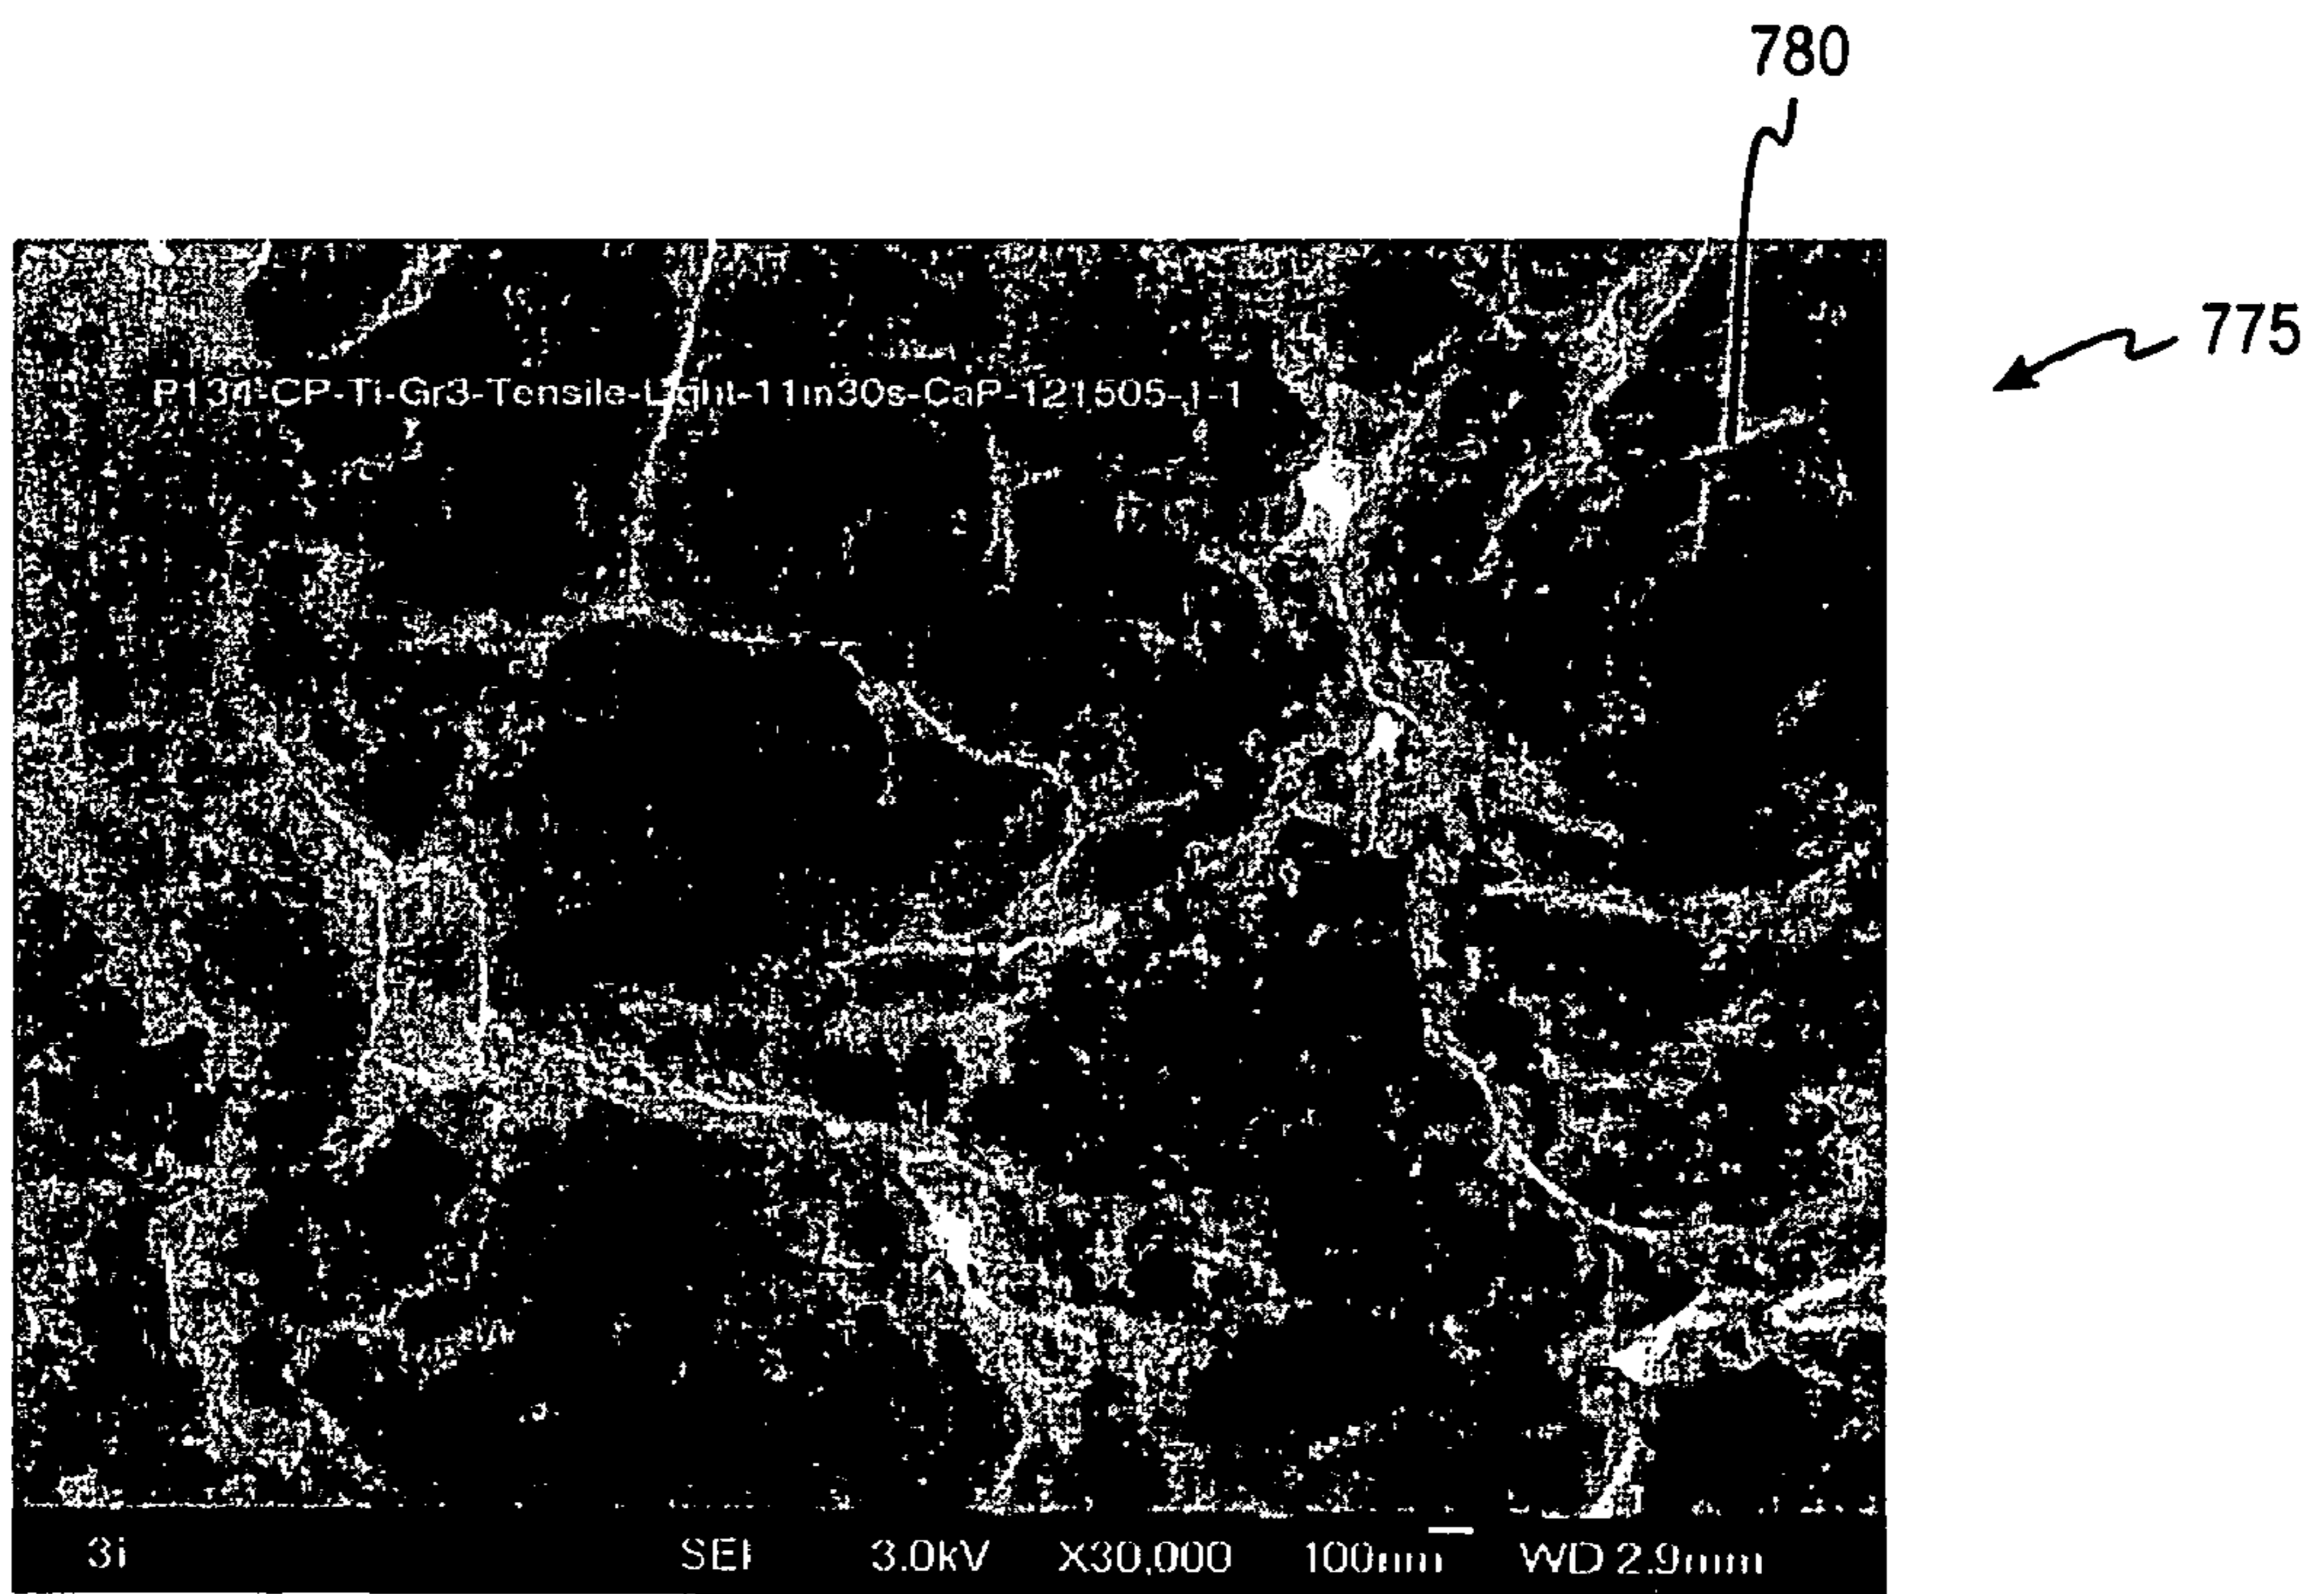 780
775
P134-CP-Ti-Gr3-Tensile-Light-11m30s-CaP-121505-1-1
3i SEI 3.0kV X30,000 100nm WD 2.9mm